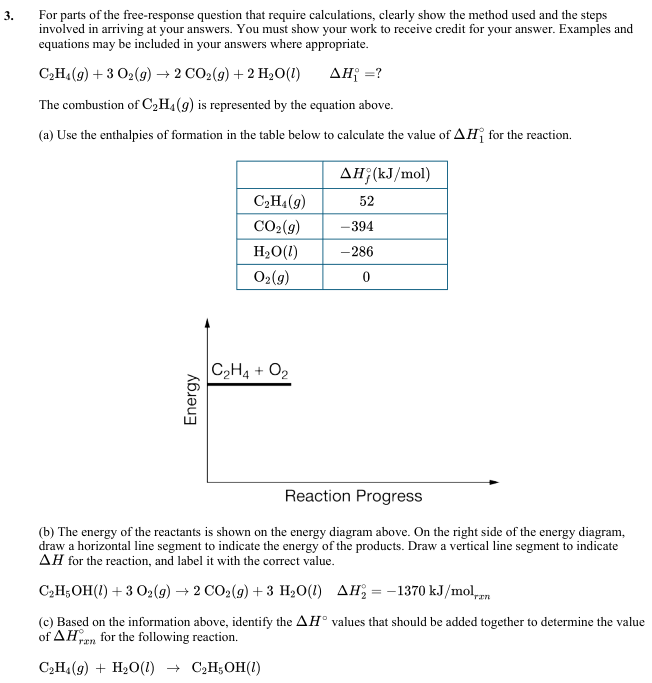 3. For parts of the free-response question that require calculations, clearly show the method used and the steps
involved in arriving at your answers. You must show your work to receive credit for your answer. Examples and
equations may be included in your answers where appropriate.
C₂H₄(g) + 3 O₂(g) → 2 CO₂(g) + 2 H₂O(l) ΔH₁° =?
The combustion of C₂H₄(g) is represented by the equation above.
(a) Use the enthalpies of formation in the table below to calculate the value of ΔH₁° for the reaction.
ΔH_f°(kJ/mol)
C₂H₄(g) 52
CO₂(g) −394
H₂O(l) −286
O₂(g) 0
C₂H₄ + O₂
Energy
Reaction Progress
(b) The energy of the reactants is shown on the energy diagram above. On the right side of the energy diagram,
draw a horizontal line segment to indicate the energy of the products. Draw a vertical line segment to indicate
ΔH for the reaction, and label it with the correct value.
C₂H₅OH(l) + 3 O₂(g) → 2 CO₂(g) + 3 H₂O(l) ΔH₂° = −1370 kJ/mol_rxn
(c) Based on the information above, identify the ΔH° values that should be added together to determine the value
of ΔH°_rxn for the following reaction.
C₂H₄(g) + H₂O(l) → C₂H₅OH(l)